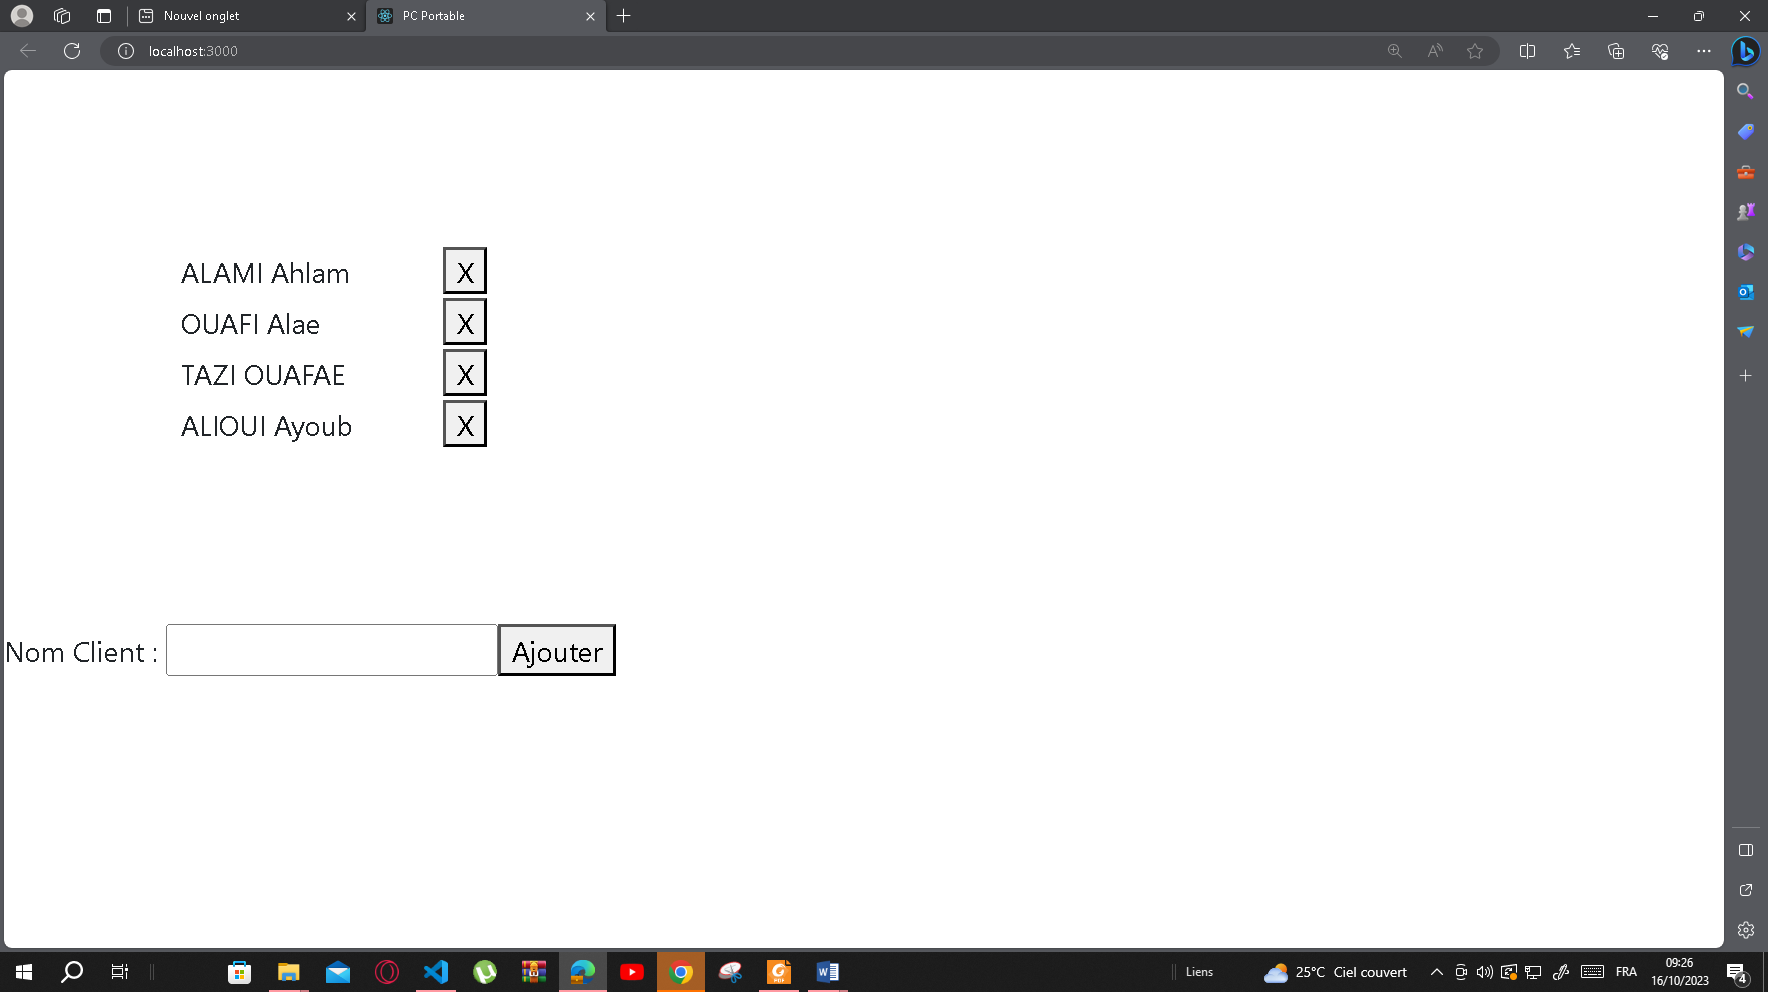 Nouvel onglet
PC Portable
localhost:3000
ALAMI Ahlam X
OUAFI Alae X
TAZI OUAFAE X
ALIOUI Ayoub X
Nom Client : Ajouter
Liens 25°C Ciel couvert FRA 09:26
16/10/2023 4